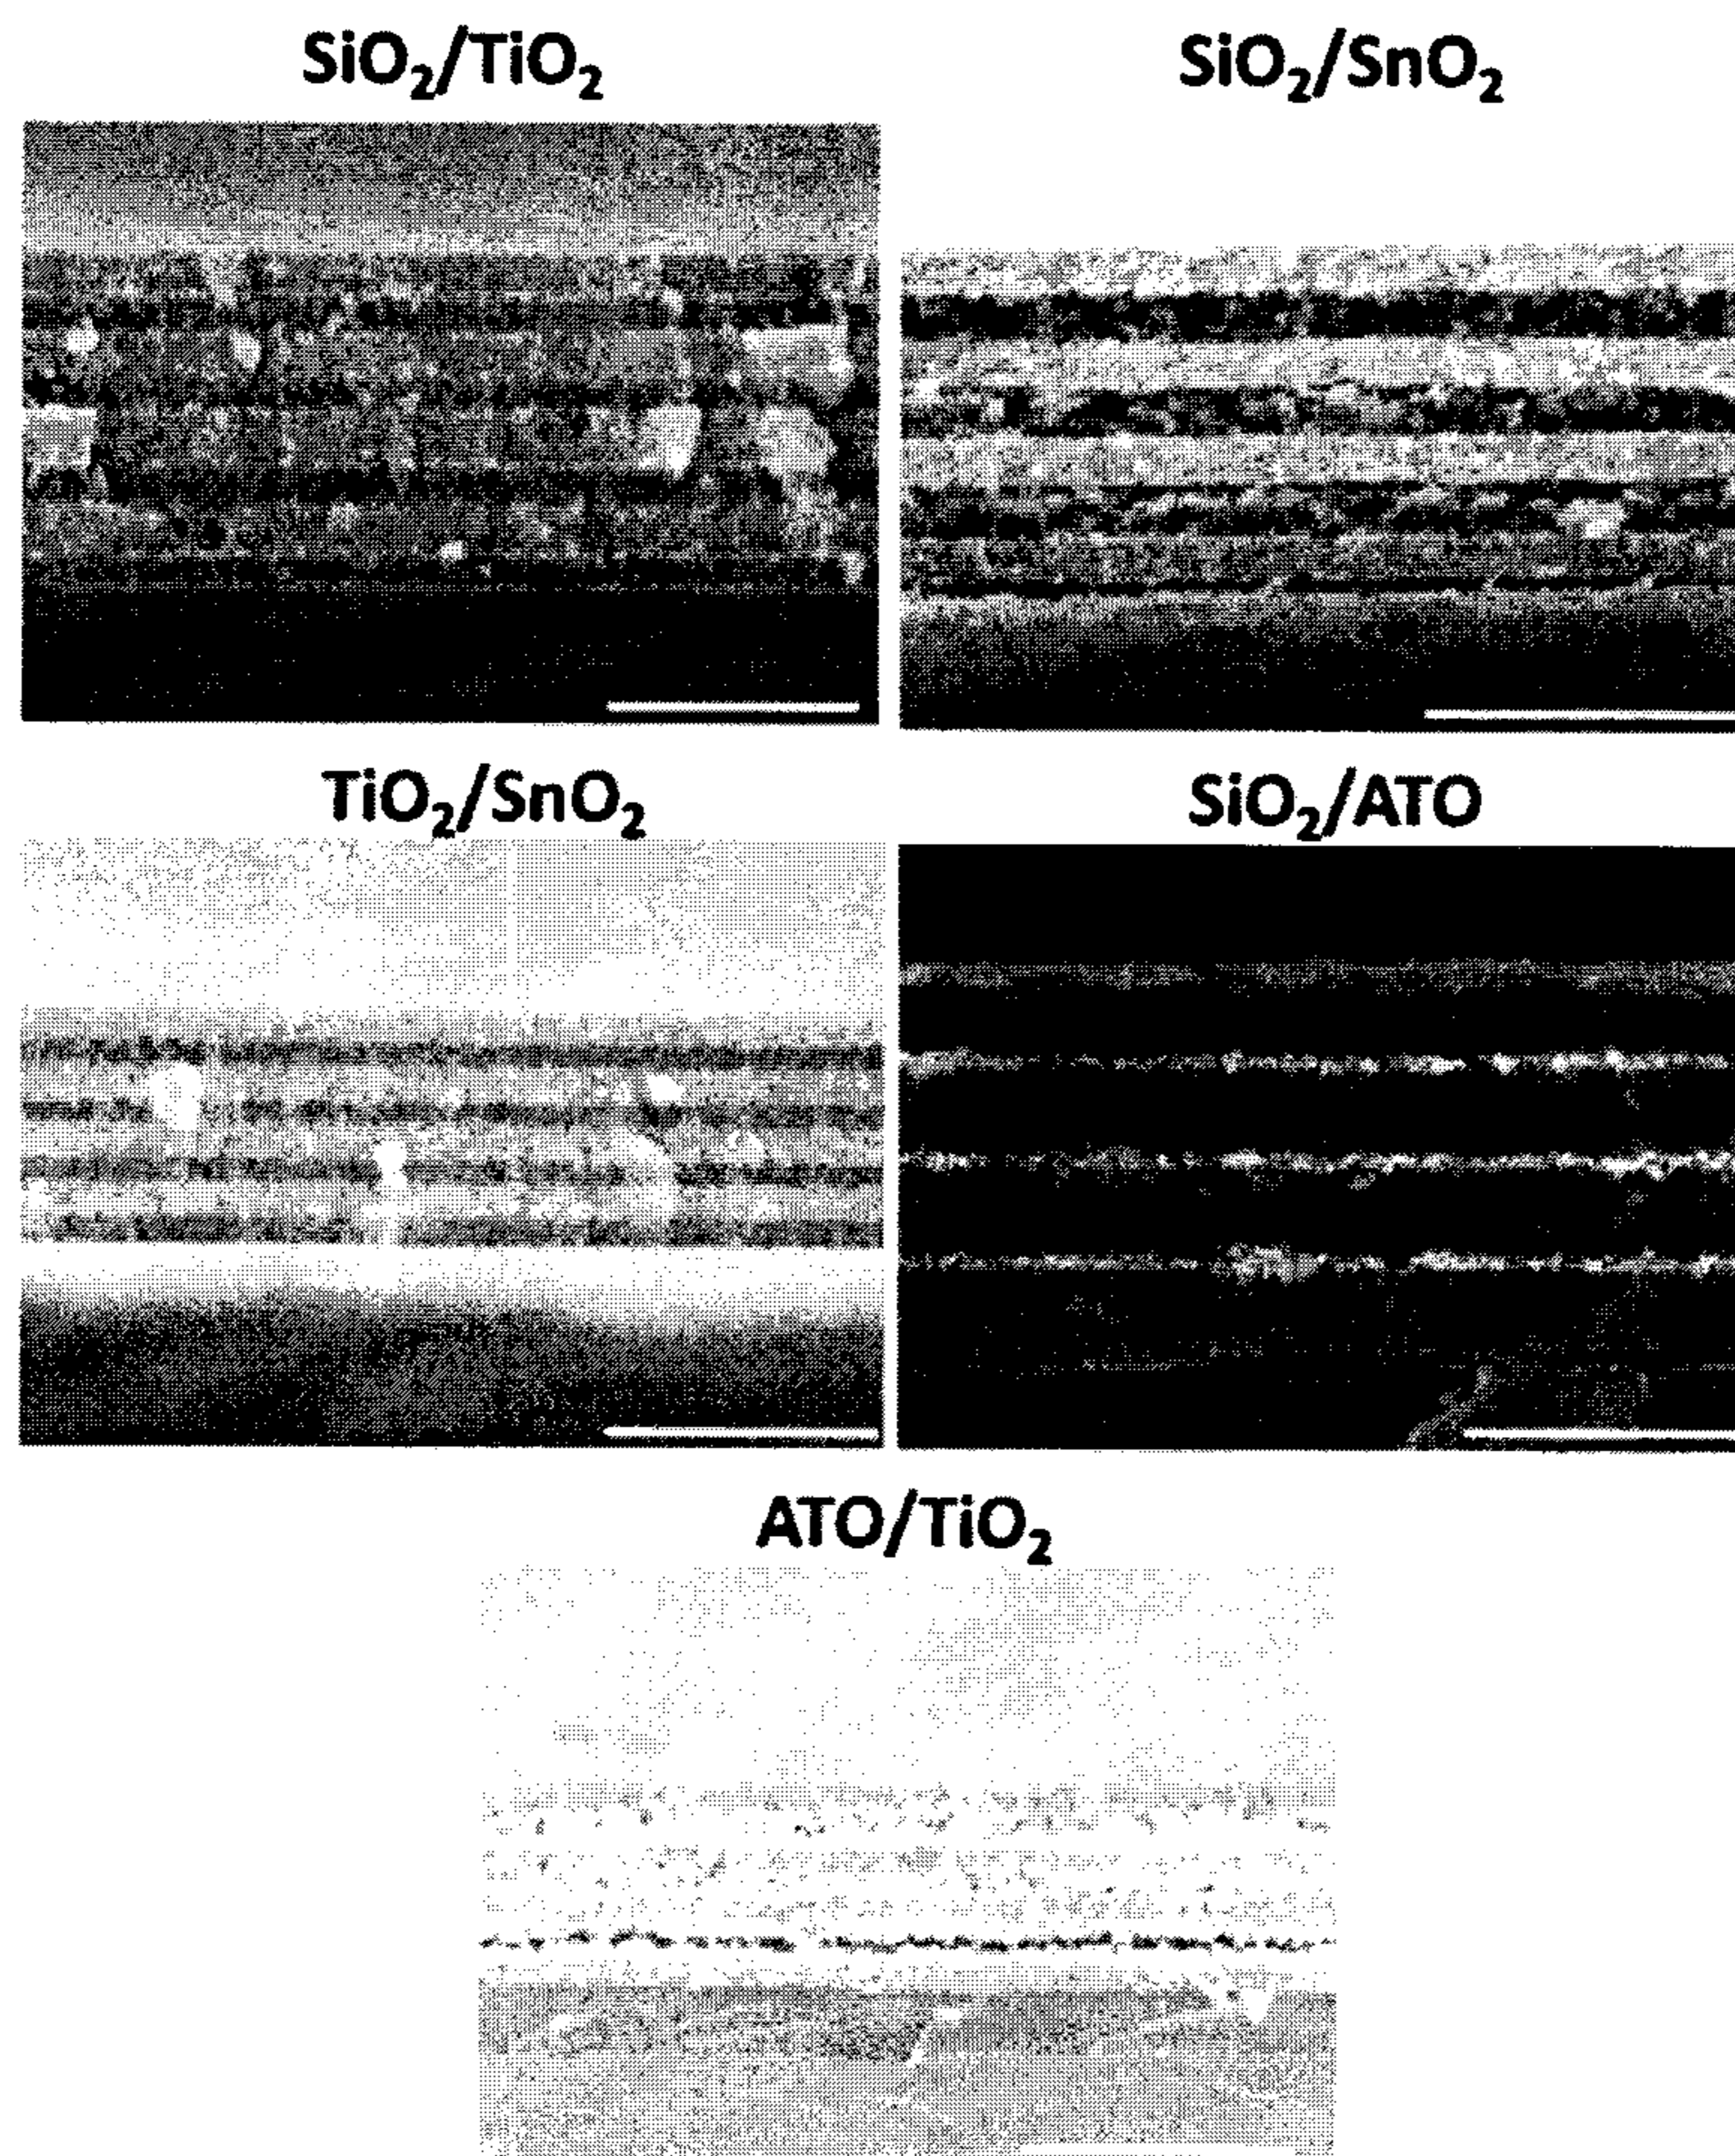 SiO₂/TiO₂
SiO₂/SnO₂
TiO₂/SnO₂
SiO₂/ATO
ATO/TiO₂